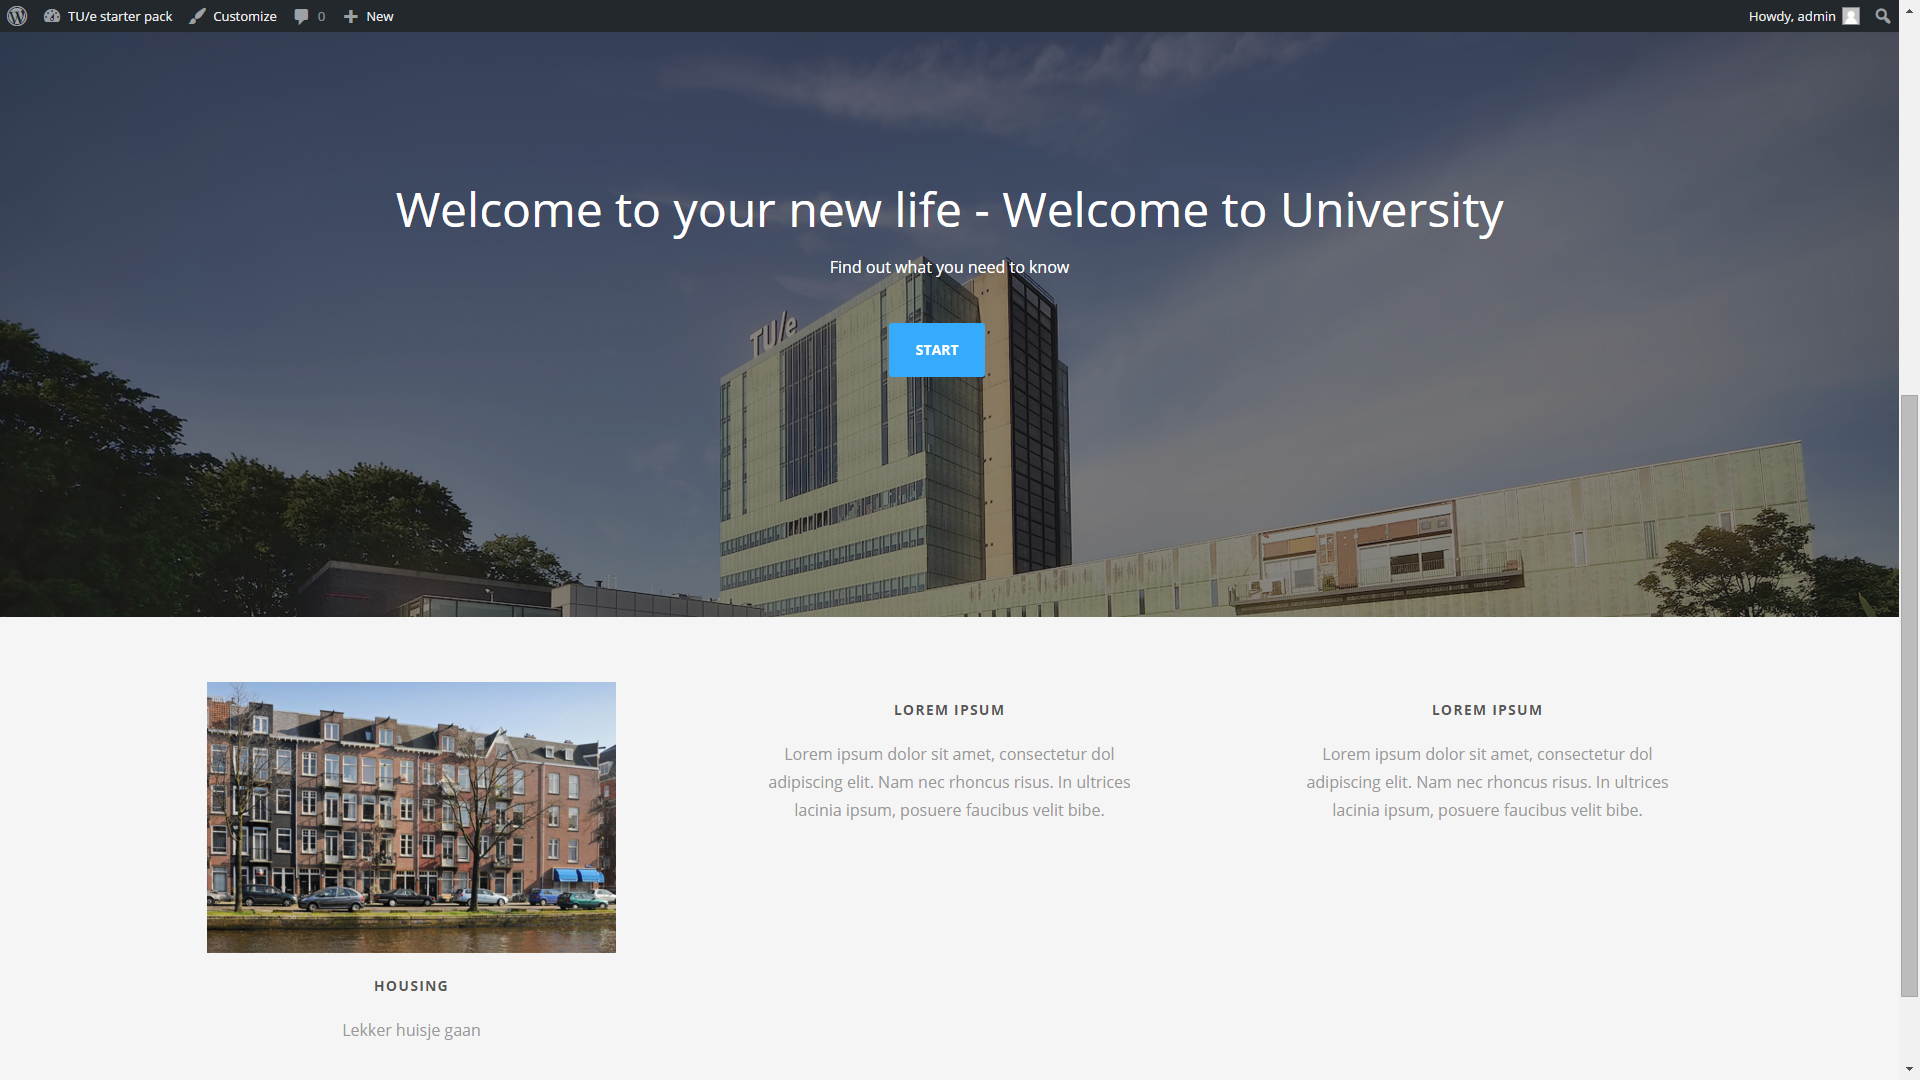 TU/e starter pack Customize 0 New Howdy, admin
Welcome to your new life - Welcome to University
Find out what you need to know
TU/e
START
HOUSING
Lekker huisje gaan
LOREM IPSUM
Lorem ipsum dolor sit amet, consectetur dol
adipiscing elit. Nam nec rhoncus risus. In ultrices
lacinia ipsum, posuere faucibus velit bibe.
LOREM IPSUM
Lorem ipsum dolor sit amet, consectetur dol
adipiscing elit. Nam nec rhoncus risus. In ultrices
lacinia ipsum, posuere faucibus velit bibe.